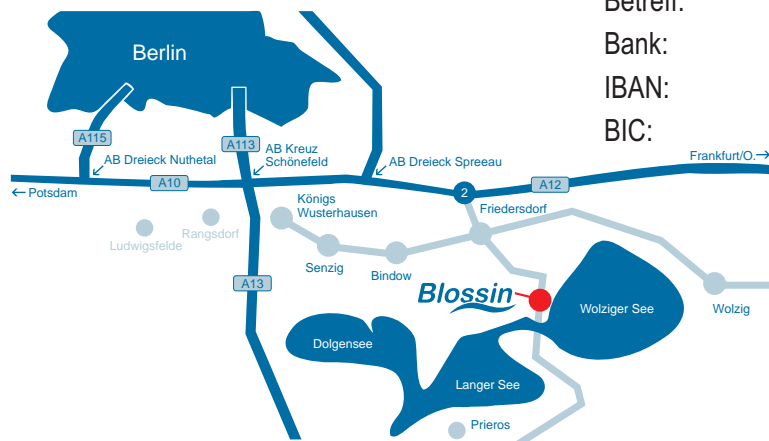 Betreff:
Bank:
IBAN:
BIC:
Berlin
A115
A113
AB Dreieck Nuthetal
AB Kreuz
Schönefeld
AB Dreieck Spreeau
Frankfurt/O.→
← Potsdam
A10
2
A12
Königs
Wusterhausen
Friedersdorf
Ludwigsfelde
Rangsdorf
Senzig
Bindow
A13
Blossin
Wolziger See
Wolzig
Dolgensee
Langer See
Prieros